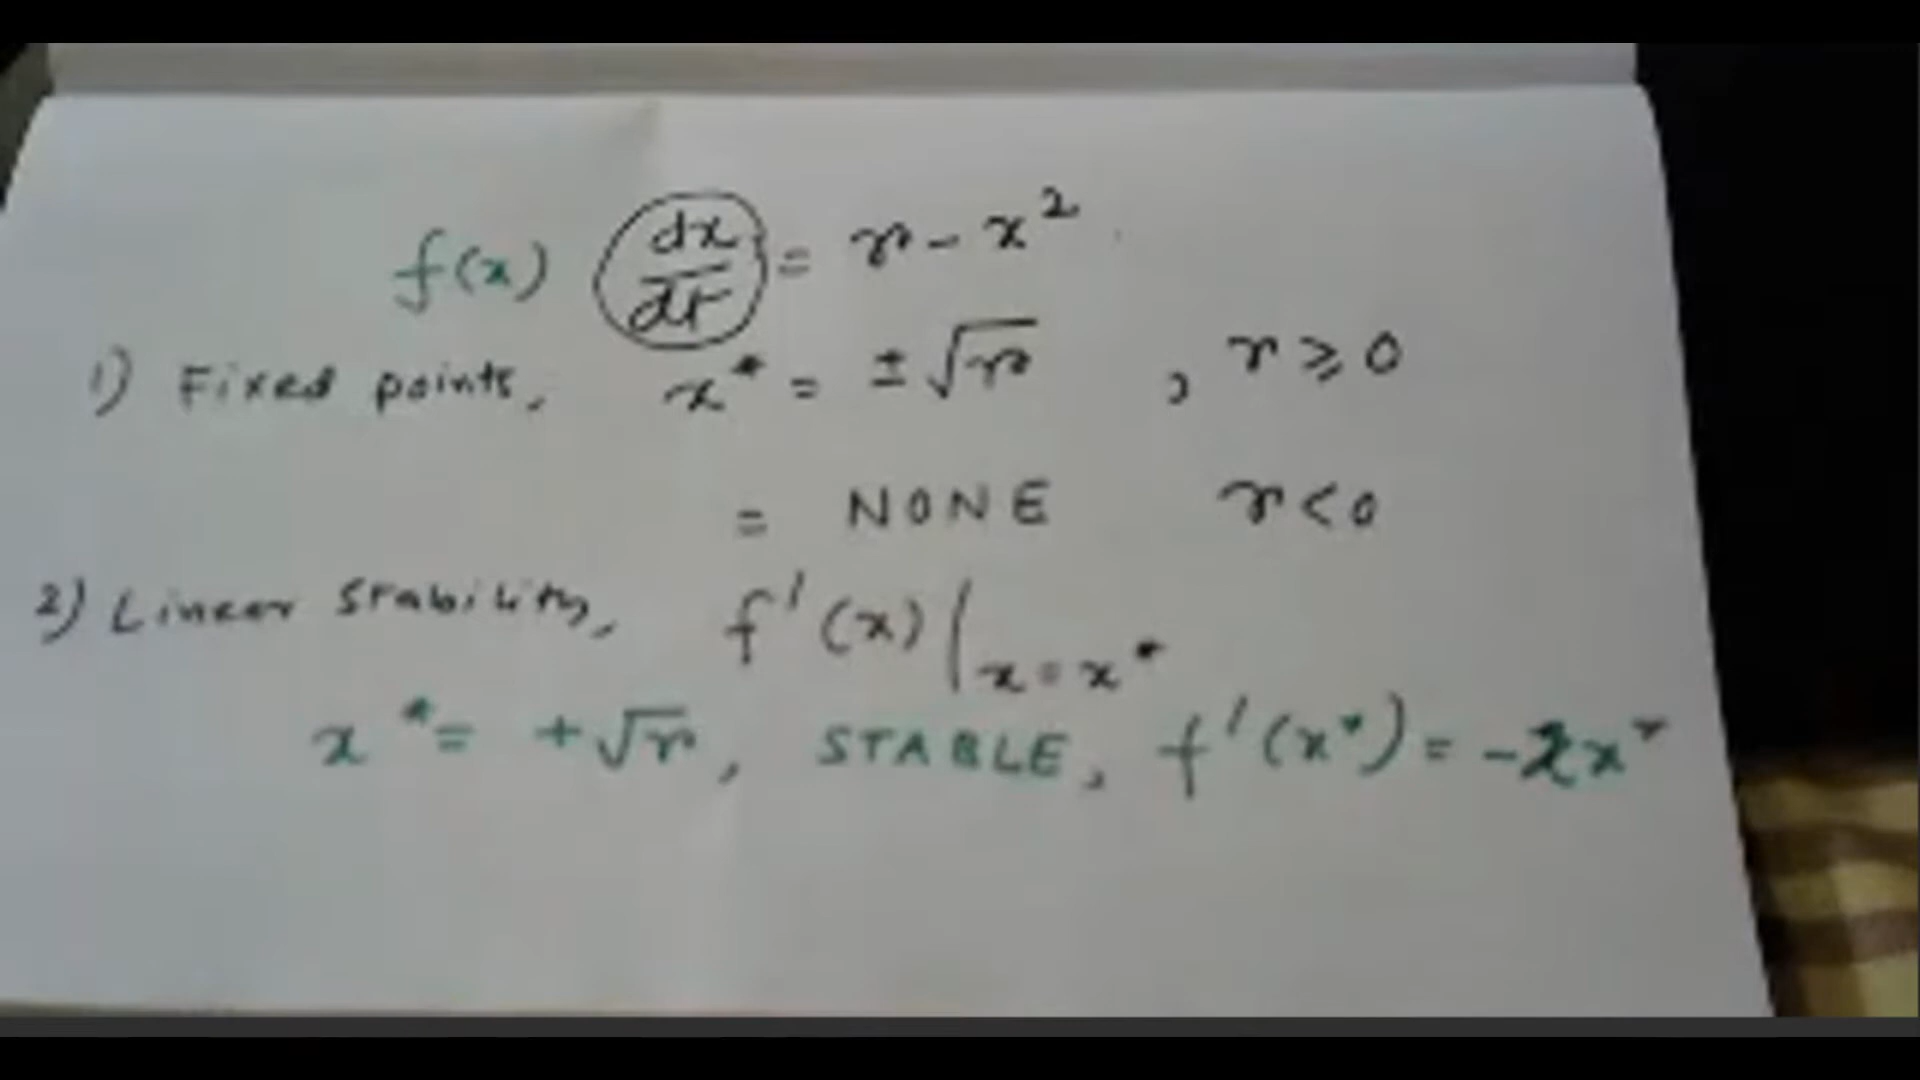 f(x) dx/dt = r - x²
1) Fixed points, x* = ±√r , r ≥ 0
= NONE r < 0
2) Linear Stability, f'(x)|x=x*
x* = +√r, STABLE, f'(x*) = -2x*